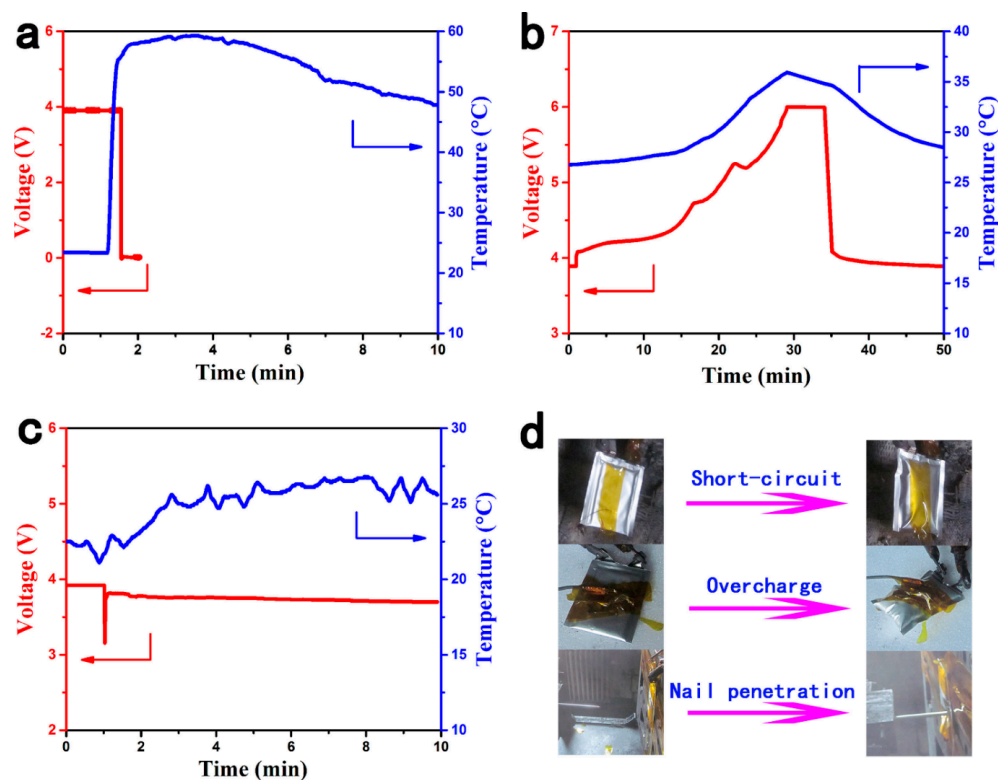 a
6
4
2
0
-2
Voltage (V)
60
50
40
30
20
10
Temperature (°C)
0 2 4 6 8 10
Time (min)
b
7
6
5
4
3
Voltage (V)
40
35
30
25
20
15
10
Temperature (°C)
0 10 20 30 40 50
Time (min)
c
6
5
4
3
2
Voltage (V)
30
25
20
15
10
Temperature (°C)
0 2 4 6 8 10
Time (min)
d
Short-circuit
Overcharge
Nail penetration